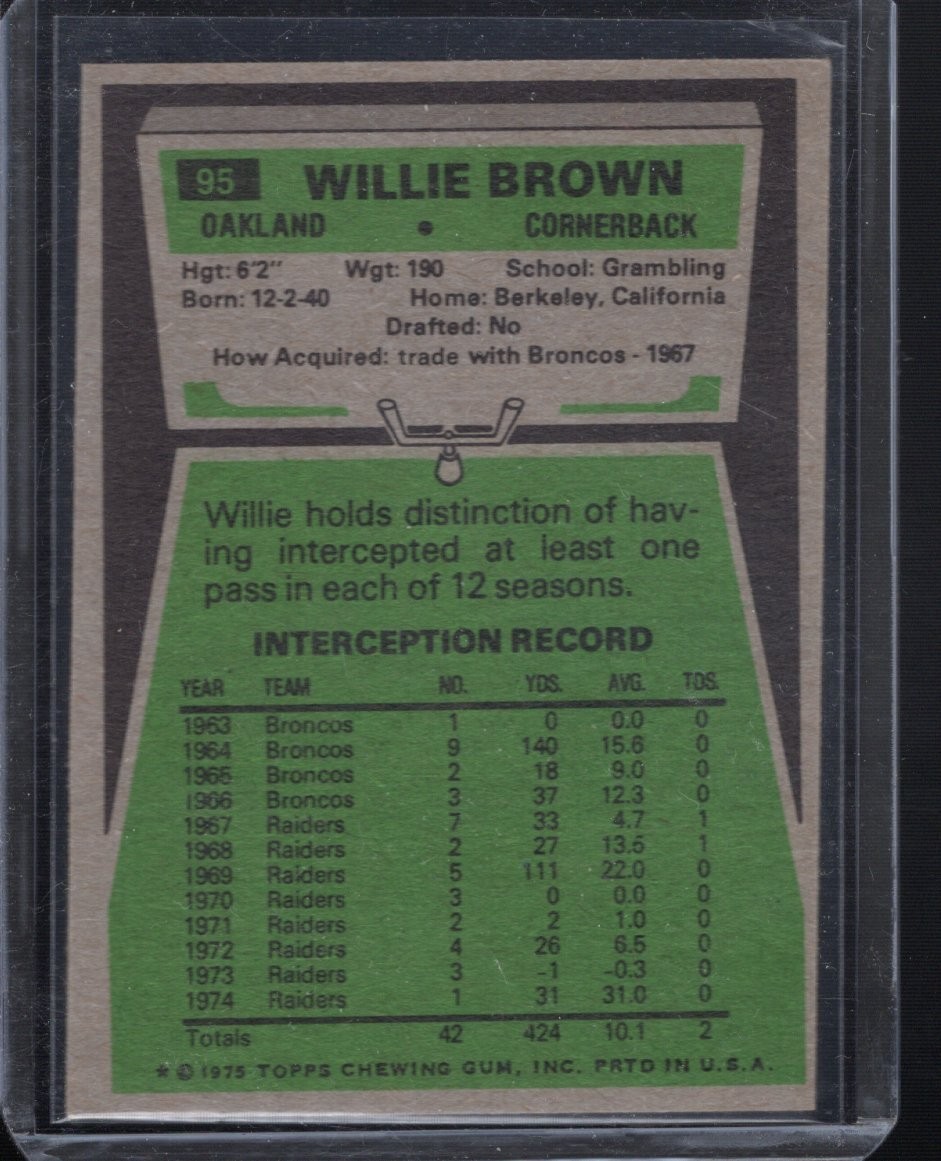 95 WILLIE BROWN
OAKLAND • CORNERBACK
Hgt: 6'2" Wgt: 190 School: Grambling
Born: 12-2-40 Home: Berkeley, California
Drafted: No
How Acquired: trade with Broncos - 1967
Willie holds distinction of hav-
ing intercepted at least one
pass in each of 12 seasons.
INTERCEPTION RECORD
YEAR TEAM NO. YDS. AVG. TDS.
1963 Broncos 1 0 0.0 0
1964 Broncos 9 140 15.6 0
1965 Broncos 2 18 9.0 0
1966 Broncos 3 37 12.3 0
1967 Raiders 7 33 4.7 1
1968 Raiders 2 27 13.5 1
1969 Raiders 5 111 22.0 0
1970 Raiders 3 0 0.0 0
1971 Raiders 2 2 1.0 0
1972 Raiders 4 26 6.5 0
1973 Raiders 3 -1 -0.3 0
1974 Raiders 1 31 31.0 0
Totals 42 424 10.1 2
* © 1975 TOPPS CHEWING GUM, INC. PRTD IN U.S.A.